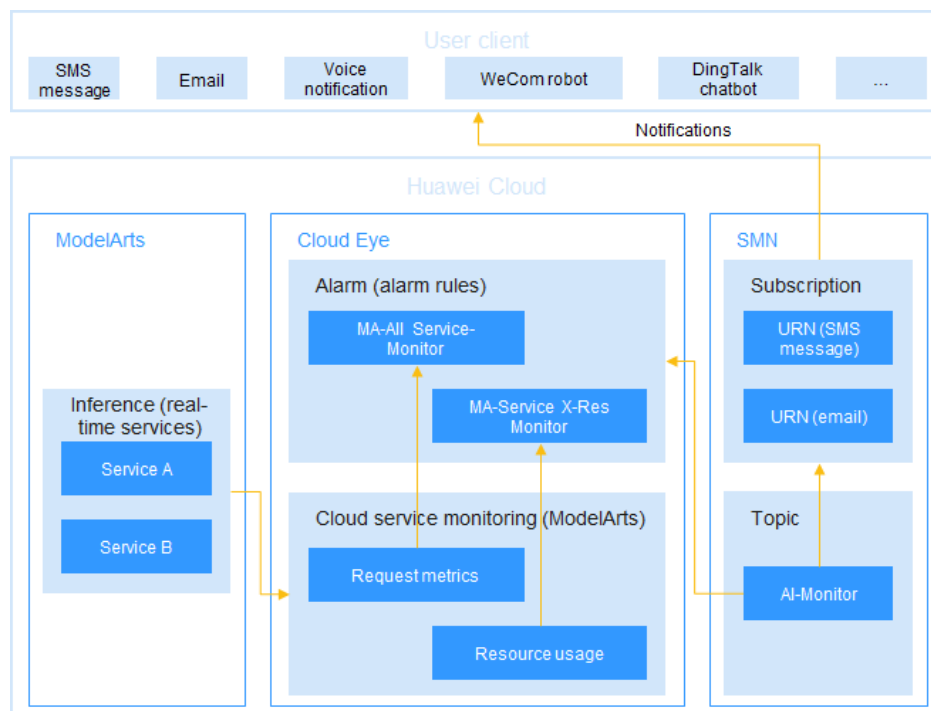 User client
SMS
message
Email
Voice
notification
WeCom robot
DingTalk
chatbot
...
Notifications
Huawei Cloud
ModelArts
Inference (real-
time services)
Service A
Service B
Cloud Eye
Alarm (alarm rules)
MA-All Service-
Monitor
MA-Service X-Res
Monitor
Cloud service monitoring (ModelArts)
Request metrics
Resource usage
SMN
Subscription
URN (SMS
message)
URN (email)
Topic
AI-Monitor